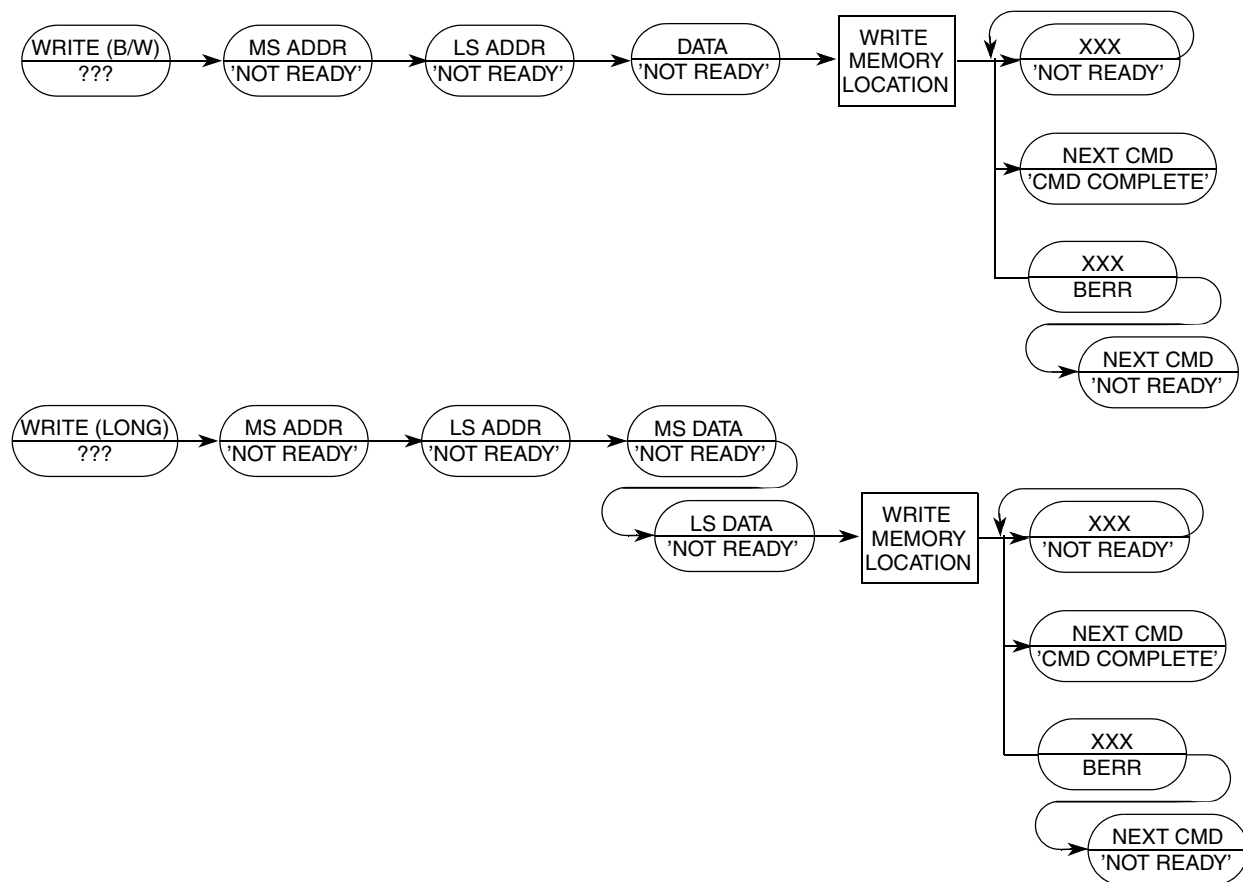 WRITE (B/W)
???
MS ADDR
'NOT READY'
LS ADDR
'NOT READY'
DATA
'NOT READY'
WRITE
MEMORY
LOCATION
XXX
'NOT READY'
NEXT CMD
'CMD COMPLETE'
XXX
BERR
NEXT CMD
'NOT READY'
WRITE (LONG)
???
MS ADDR
'NOT READY'
LS ADDR
'NOT READY'
MS DATA
'NOT READY'
LS DATA
'NOT READY'
WRITE
MEMORY
LOCATION
XXX
'NOT READY'
NEXT CMD
'CMD COMPLETE'
XXX
BERR
NEXT CMD
'NOT READY'